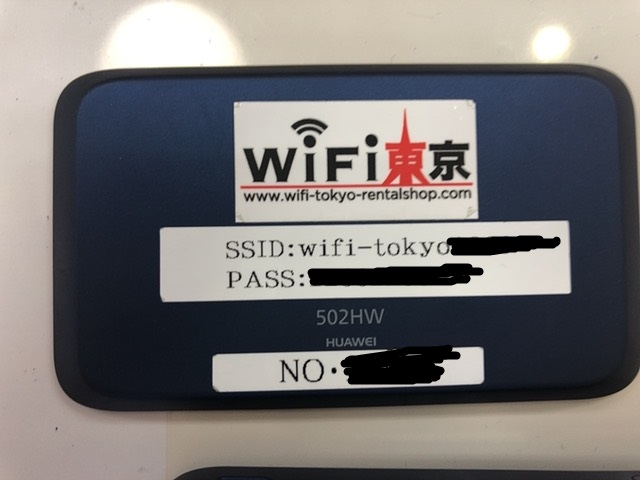 WiFi東京
www.wifi-tokyo-rentalshop.com
SSID:wifi-tokyo
PASS:
502HW
HUAWEI
NO.